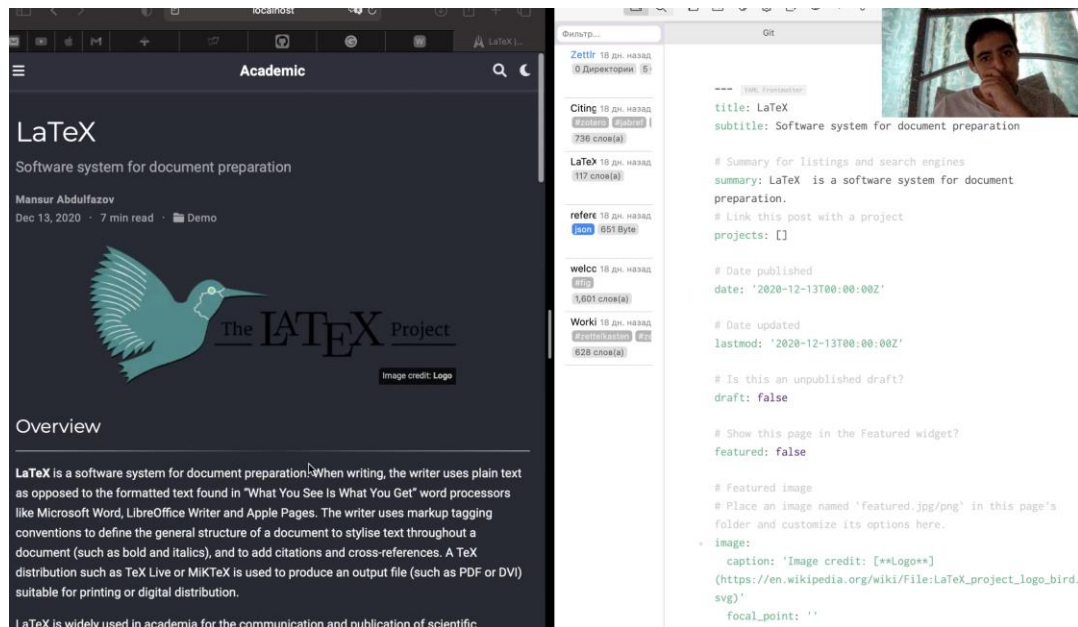 localhost
LaTeX |...
Academic
LaTeX
Software system for document preparation
Mansur Abdulfazov
Dec 13, 2020 · 7 min read · Demo
The LATEX Project
Image credit: Logo
Overview
LaTeX is a software system for document preparation. When writing, the writer uses plain text
as opposed to the formatted text found in "What You See Is What You Get" word processors
like Microsoft Word, LibreOffice Writer and Apple Pages. The writer uses markup tagging
conventions to define the general structure of a document to stylise text throughout a
document (such as bold and italics), and to add citations and cross-references. A TeX
distribution such as TeX Live or MiKTeX is used to produce an output file (such as PDF or DVI)
suitable for printing or digital distribution.
LaTeX is widely used in academia for the communication and publication of scientific
Фильтр...
Zettlr 18 дн. назад
0 Директории 5
Citing 18 дн. назад
#zotero #jabref
736 слов(а)
LaTeX 18 дн. назад
117 слов(а)
refere 18 дн. назад
json 651 Byte
welcc 18 дн. назад
#fig
1,601 слов(а)
Worki 18 дн. назад
#zettelkasten #ze
628 слов(а)
Git
--- YAML Frontmatter
title: LaTeX
subtitle: Software system for document preparation
# Summary for listings and search engines
summary: LaTeX is a software system for document
preparation.
# Link this post with a project
projects: []
# Date published
date: '2020-12-13T00:00:00Z'
# Date updated
lastmod: '2020-12-13T00:00:00Z'
# Is this an unpublished draft?
draft: false
# Show this page in the Featured widget?
featured: false
# Featured image
# Place an image named `featured.jpg/png` in this page's
folder and customize its options here.
image:
caption: 'Image credit: [**Logo**]
(https://en.wikipedia.org/wiki/File:LaTeX_project_logo_bird.
svg)'
focal_point: ''